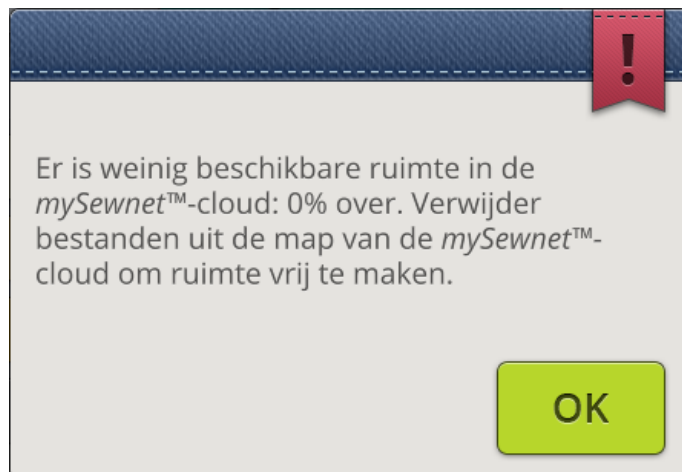 !
Er is weinig beschikbare ruimte in de
mySewnet™-cloud: 0% over. Verwijder
bestanden uit de map van de mySewnet™-
cloud om ruimte vrij te maken.
OK